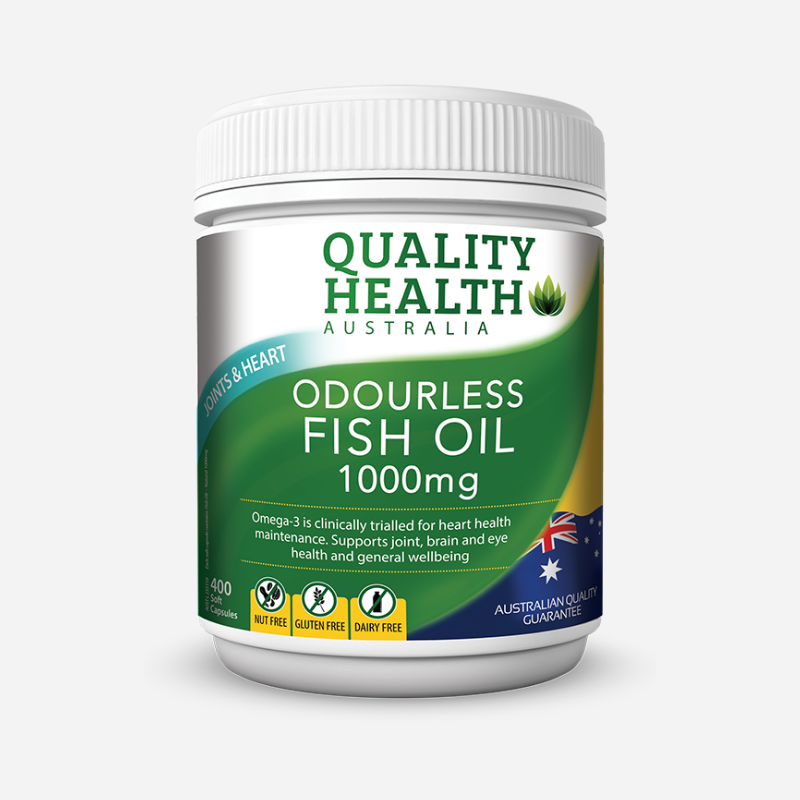 QUALITY
HEALTH
AUSTRALIA
JOINTS & HEART
ODOURLESS
FISH OIL
1000mg
Omega-3 is clinically trialled for heart health
maintenance. Supports joint, brain and eye
health and general wellbeing
400
Soft
Capsules
NUT FREE
GLUTEN FREE
DAIRY FREE
AUSTRALIAN QUALITY
GUARANTEE